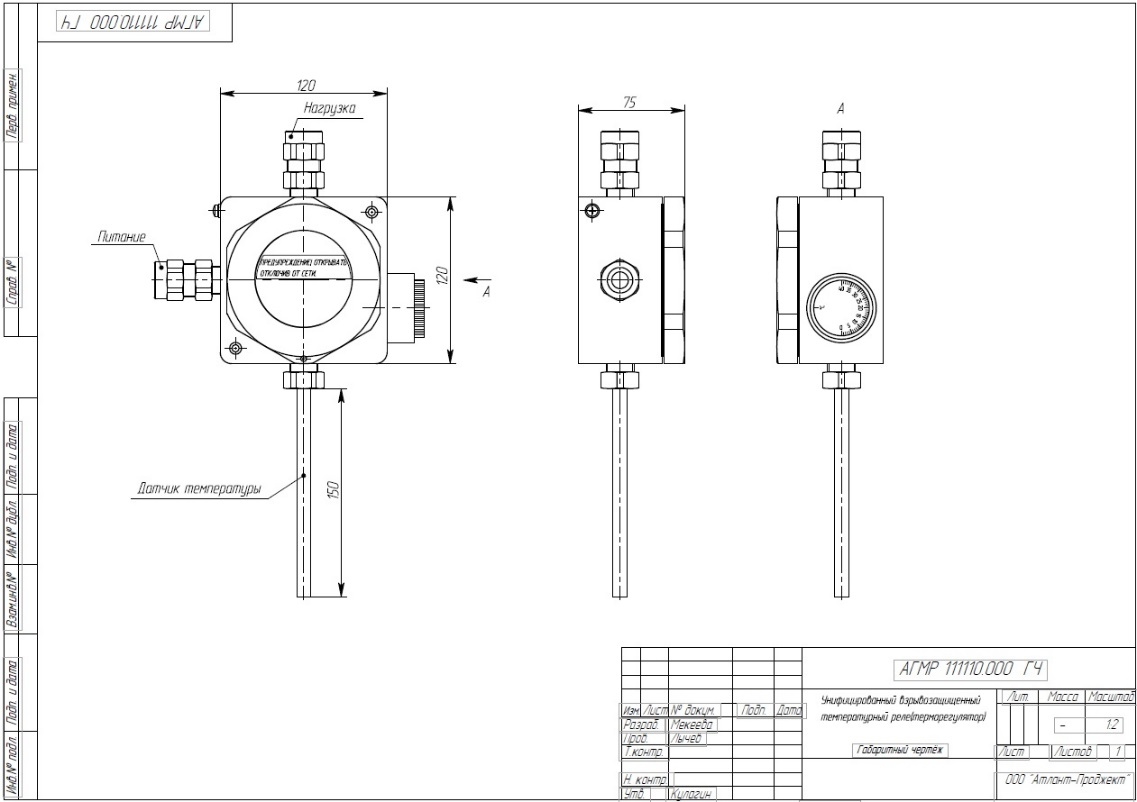 АГМР 111110.000 ГЧ
Перв. примен.
Справ. №
Подп. и дата
Инв.№ дубл.
Взам.инв.№
Подп. и дата
Инв.№ подл.
120
Нагрузка
Питание
ПРЕДУПРЕЖДЕНИЕ| ОТКРЫВАТЬ
ОТКЛЮЧИВ ОТ СЕТИ.
120
А
Датчик температуры
150
75
А
АГМР 111110.000 ГЧ
Унифицированный взрывозащищенный
температурный реле(терморегулятор)
Габаритный чертёж
Лит. Масса Масштаб
– 1:2
Лист Листов 1
ООО "Атлант-Проджект"
Изм Лист № докум. Подп. Дата
Разраб. Мекеева
Пров. Лычев
Т.контр.
Н. контр.
Утв. Кулагин